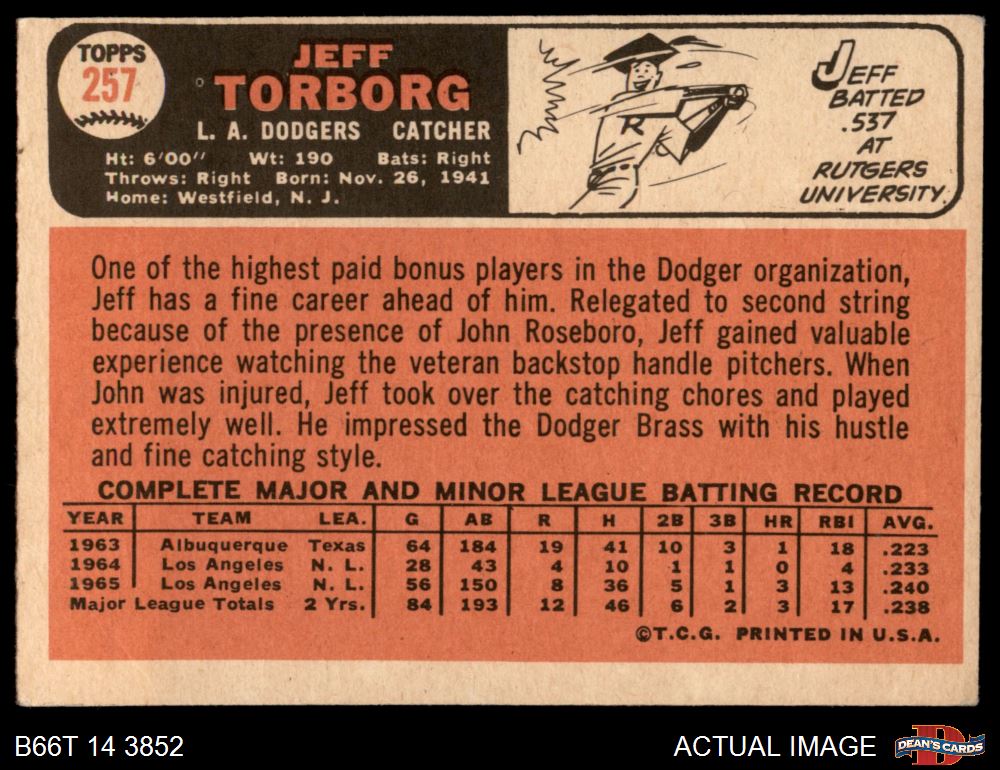 TOPPS
257
JEFF
TORBORG
L. A. DODGERS CATCHER
Ht: 6'00" Wt: 190 Bats: Right
Throws: Right Born: Nov. 26, 1941
Home: Westfield, N. J.
R
JEFF
BATTED
.537
AT
RUTGERS
UNIVERSITY.
One of the highest paid bonus players in the Dodger organization,
Jeff has a fine career ahead of him. Relegated to second string
because of the presence of John Roseboro, Jeff gained valuable
experience watching the veteran backstop handle pitchers. When
John was injured, Jeff took over the catching chores and played
extremely well. He impressed the Dodger Brass with his hustle
and fine catching style.
COMPLETE MAJOR AND MINOR LEAGUE BATTING RECORD
YEAR TEAM LEA. G AB R H 2B 3B HR RBI AVG.
1963 Albuquerque Texas 64 184 19 41 10 3 1 18 .223
1964 Los Angeles N. L. 28 43 4 10 1 1 0 4 .233
1965 Los Angeles N. L. 56 150 8 36 5 1 3 13 .240
Major League Totals 2 Yrs. 84 193 12 46 6 2 3 17 .238
©T.C.G. PRINTED IN U.S.A.
B66T 14 3852
ACTUAL IMAGE
DEAN'S CARDS